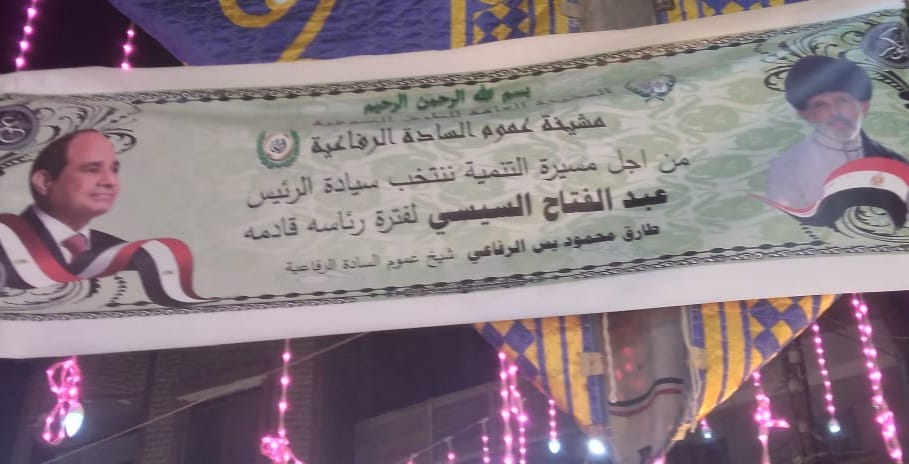 بسم الله الرحمن الرحيم
مشيخة عموم السادة الرفاعية
من اجل مسيرة التنمية ننتخب سيادة الرئيس
عبد الفتاح السيسي لفترة رئاسه قادمه
طارق محمود يس الرفاعي شيخ عموم السادة الرفاعية